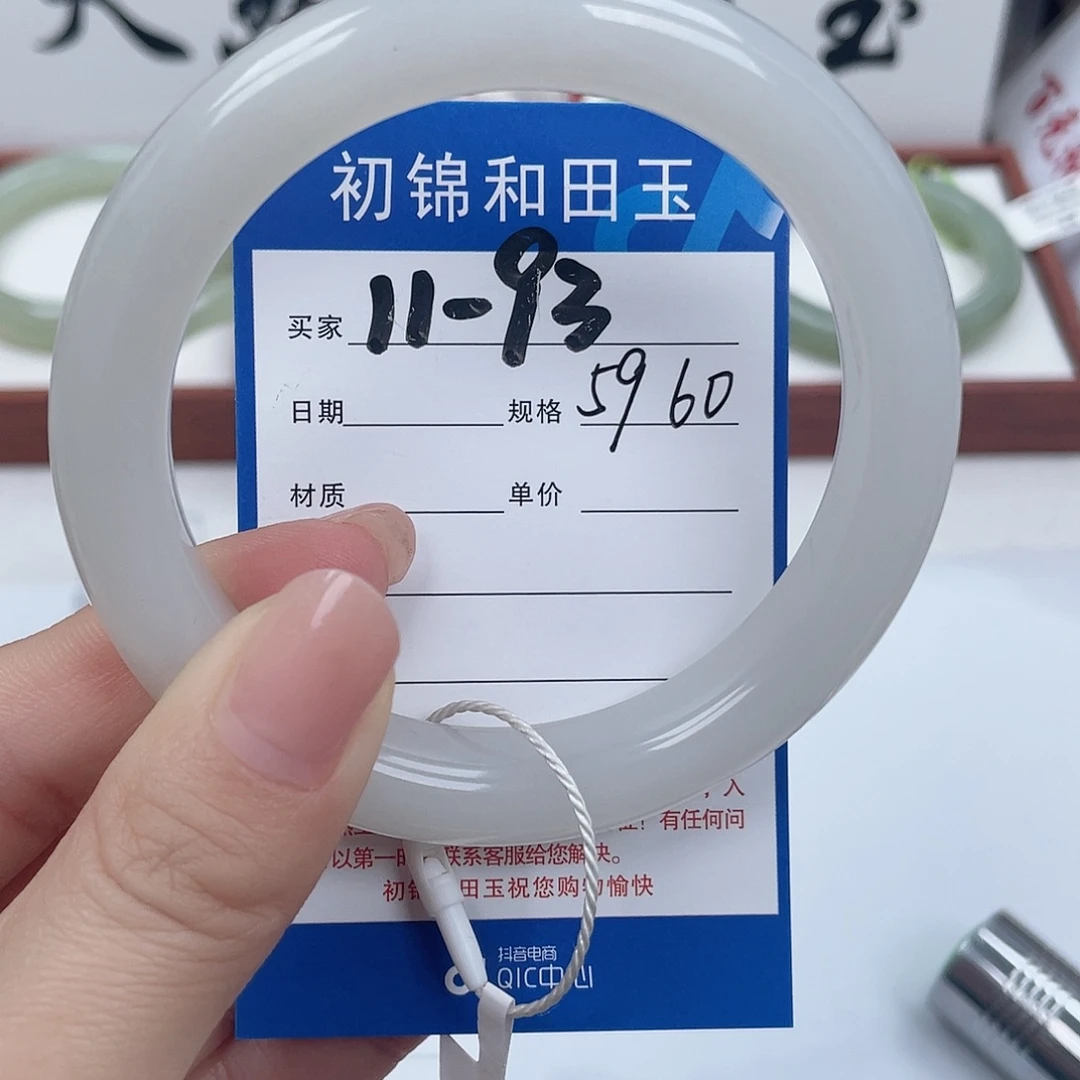 玉
初锦和田玉
买家 11-93
日期 规格 59 60
材质 单价
，入
有任何问
以第一时 联系客服给您解决。
初锦 田玉祝您购物愉快
抖音电商
QIC中心